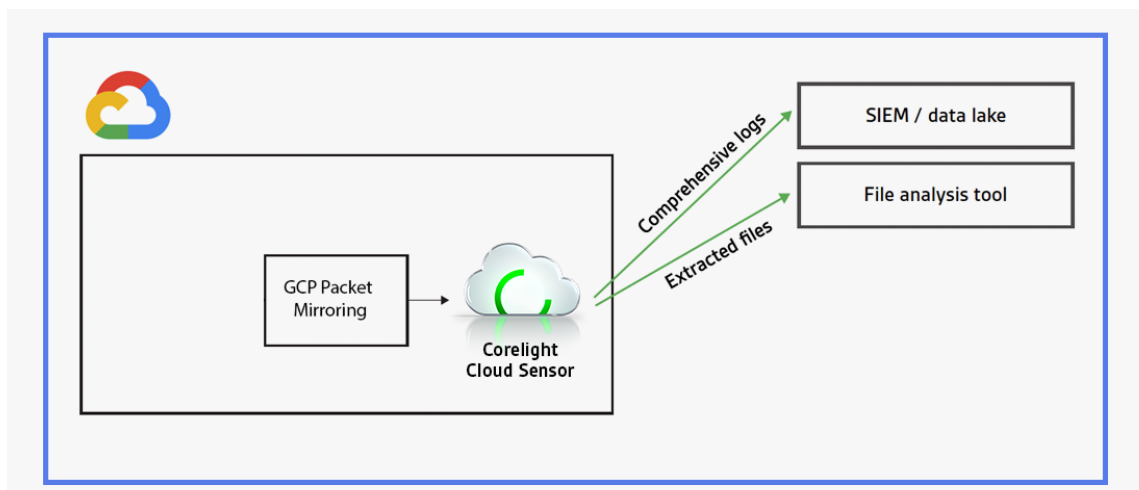 SIEM / data lake
File analysis tool
Comprehensive logs
Extracted files
GCP Packet
Mirroring
Corelight
Cloud Sensor